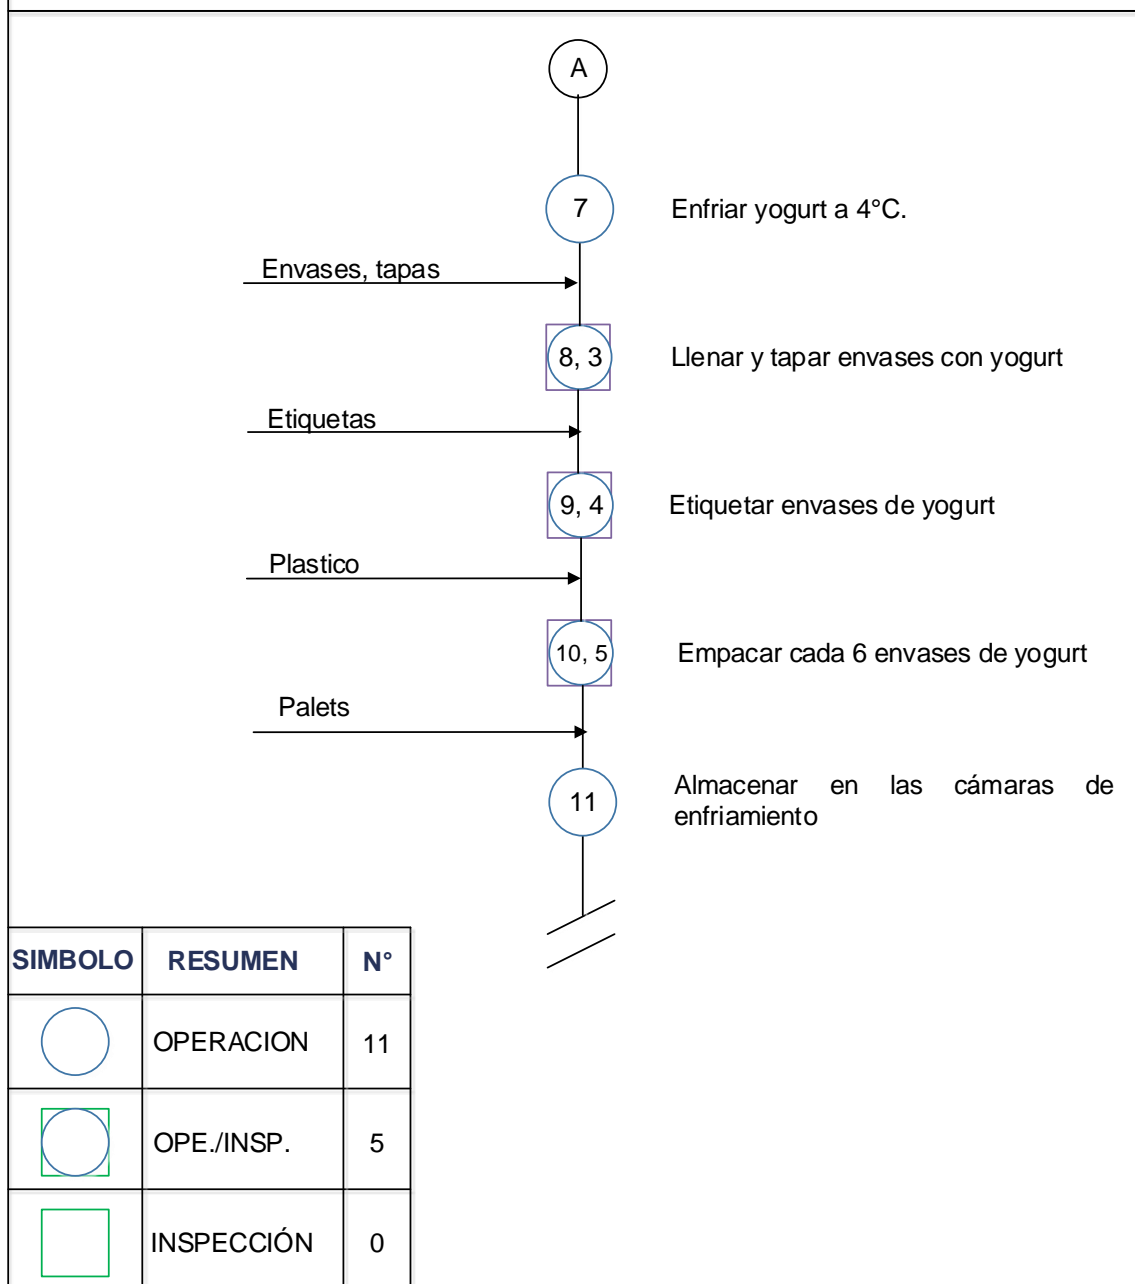 A
7
Enfriar yogurt a 4°C.
Envases, tapas
8, 3
Llenar y tapar envases con yogurt
Etiquetas
9, 4
Etiquetar envases de yogurt
Plastico
10, 5
Empacar cada 6 envases de yogurt
Palets
11
Almacenar en las cámaras de
enfriamiento
SIMBOLO RESUMEN N°
OPERACION 11
OPE./INSP. 5
INSPECCIÓN 0